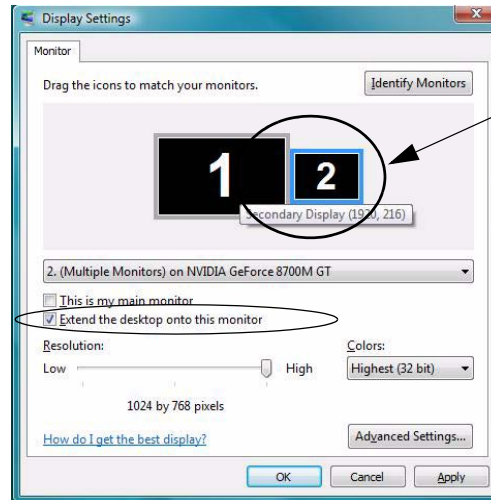 Display Settings
Monitor
Drag the icons to match your monitors.
Identify Monitors
1
2
Secondary Display (1920, 216)
2. (Multiple Monitors) on NVIDIA GeForce 8700M GT
This is my main monitor
Extend the desktop onto this monitor
Resolution:
Colors:
Low
High
Highest (32 bit)
1024 by 768 pixels
How do I get the best display?
Advanced Settings...
OK
Cancel
Apply